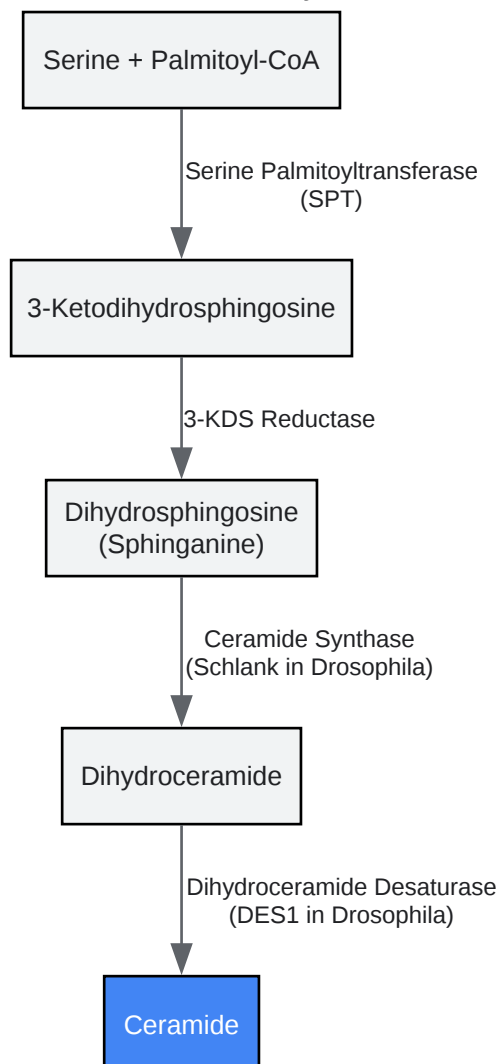 Serine + Palmitoyl-CoA
Serine Palmitoyltransferase
(SPT)
3-Ketodihydrosphingosine
3-KDS Reductase
Dihydrosphingosine
(Sphinganine)
Ceramide Synthase
(Schlank in Drosophila)
Dihydroceramide
Dihydroceramide Desaturase
(DES1 in Drosophila)
Ceramide